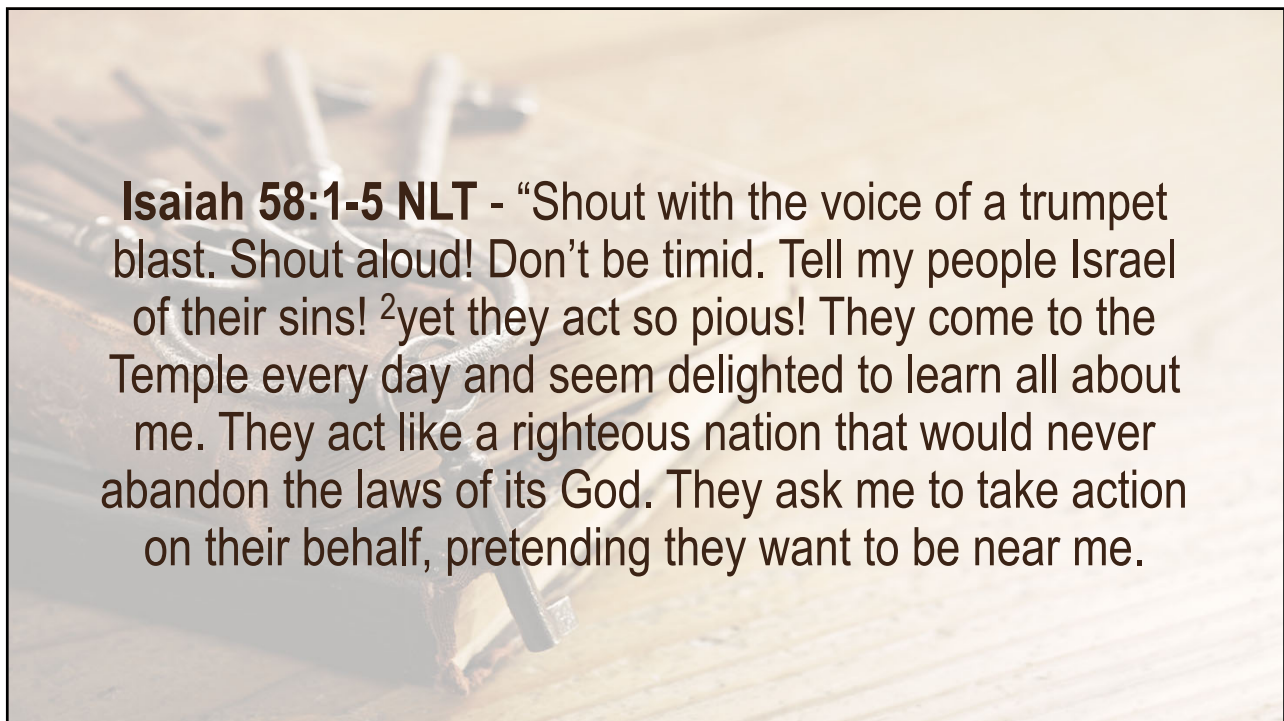 Isaiah 58:1-5 NLT - “Shout with the voice of a trumpet
blast. Shout aloud! Don’t be timid. Tell my people Israel
of their sins! ²yet they act so pious! They come to the
Temple every day and seem delighted to learn all about
me. They act like a righteous nation that would never
abandon the laws of its God. They ask me to take action
on their behalf, pretending they want to be near me.